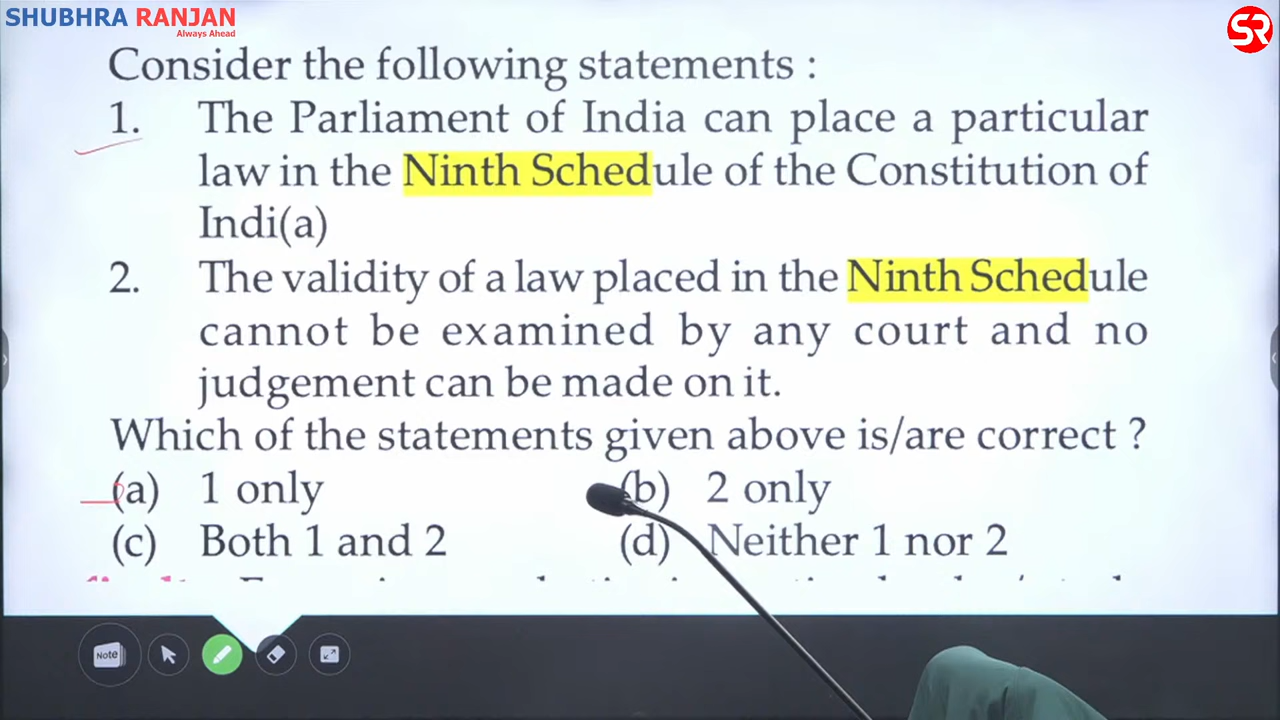 SHUBHRA RANJAN
Always Ahead
SR
Consider the following statements :
1. The Parliament of India can place a particular
law in the Ninth Schedule of the Constitution of
Indi(a)
2. The validity of a law placed in the Ninth Schedule
cannot be examined by any court and no
judgement can be made on it.
Which of the statements given above is/are correct ?
(a) 1 only (b) 2 only
(c) Both 1 and 2 (d) Neither 1 nor 2
Note